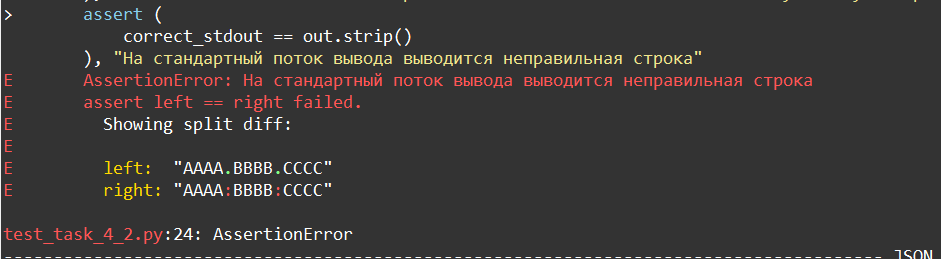 >       assert (
            correct_stdout == out.strip()
        ), "На стандартный поток вывода выводится неправильная строка"
E       AssertionError: На стандартный поток вывода выводится неправильная строка
E       assert left == right failed.
E         Showing split diff:
E
E         left:  "AAAA.BBBB.CCCC"
E         right: "AAAA:BBBB:CCCC"
test_task_4_2.py:24: AssertionError
---------------------------------------------------------------------------------------- JSON